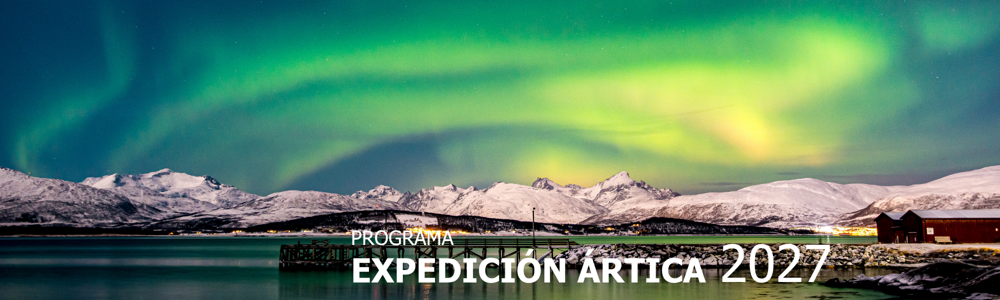 PROGRAMA
EXPEDICIÓN ÁRTICA 2027